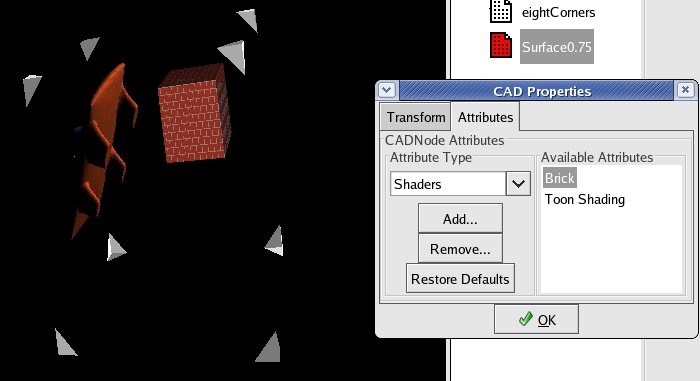 eightCorners
Surface0.75
CAD Properties
Transform
Attributes
CADNode Attributes
Attribute Type
Available Attributes
Shaders
Brick
Toon Shading
Add...
Remove...
Restore Defaults
OK